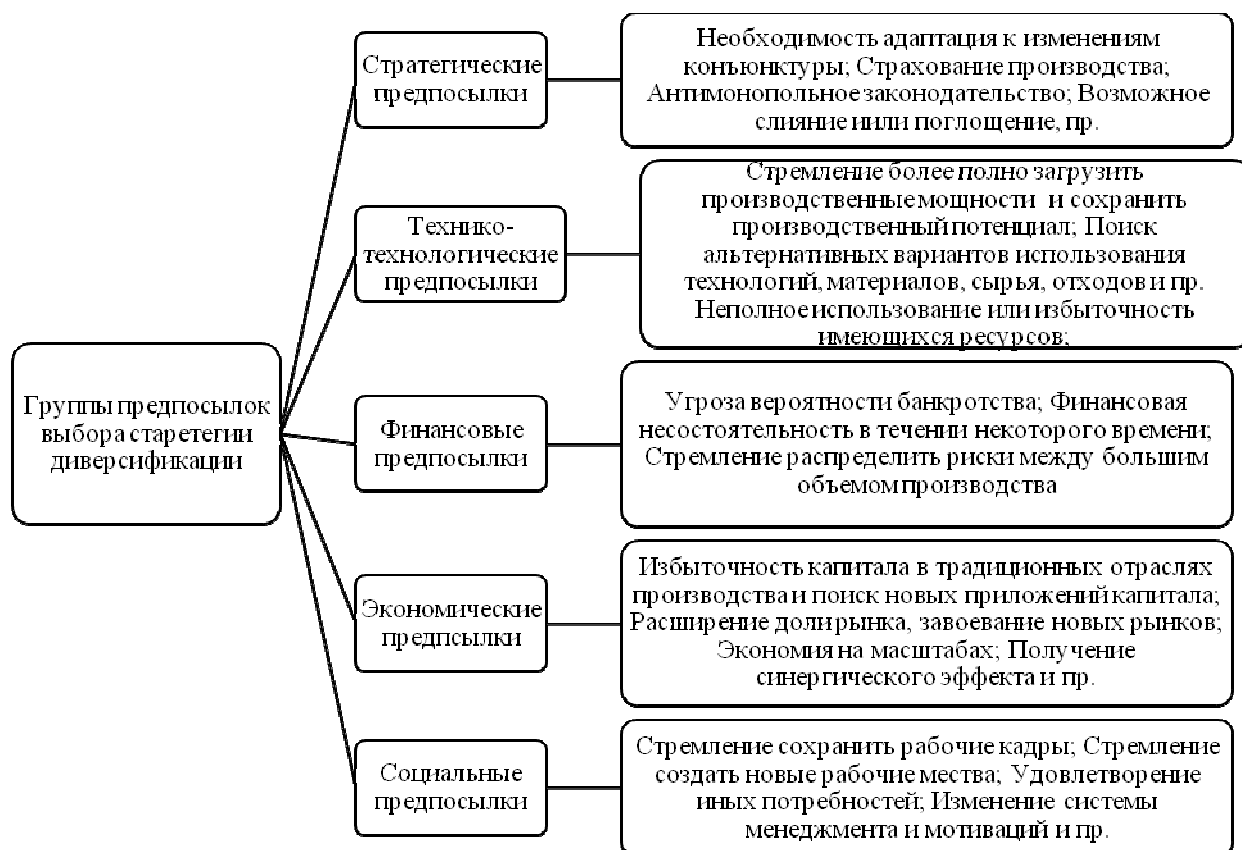 Стратегические
предпосылки
Необходимость адаптация к изменениям
конъюнктуры; Страхование производства;
Антимонопольное законодательство; Возможное
слияние иили поглощение, пр.
Технико-
технологические
предпосылки
Стремление более полно загрузить
производственные мощности и сохранить
производственный потенциал; Поиск
альтернативных вариантов использования
технологий, материалов, сырья, отходов и пр.
Неполное использование или избыточность
имеющихся ресурсов;
Группы предпосылок
выбора старетегии
диверсификации
Финансовые
предпосылки
Угроза вероятности банкротства; Финансовая
несостоятельность в течении некоторого времени;
Стремление распределить риски между большим
объемом производства
Экономические
предпсылки
Избыточность капитала в традиционных отраслях
производства и поиск новых приложений капитала;
Расширение доли рынка, завоевание новых рынков;
Экономия на масштабах; Получение
синергического эффекта и пр.
Социальные
предпосылки
Стремление сохранить рабочие кадры; Стремление
создать новые рабочие мества; Удовлетворение
иных потребностей; Изменение системы
менеджмента и мотиваций и пр.